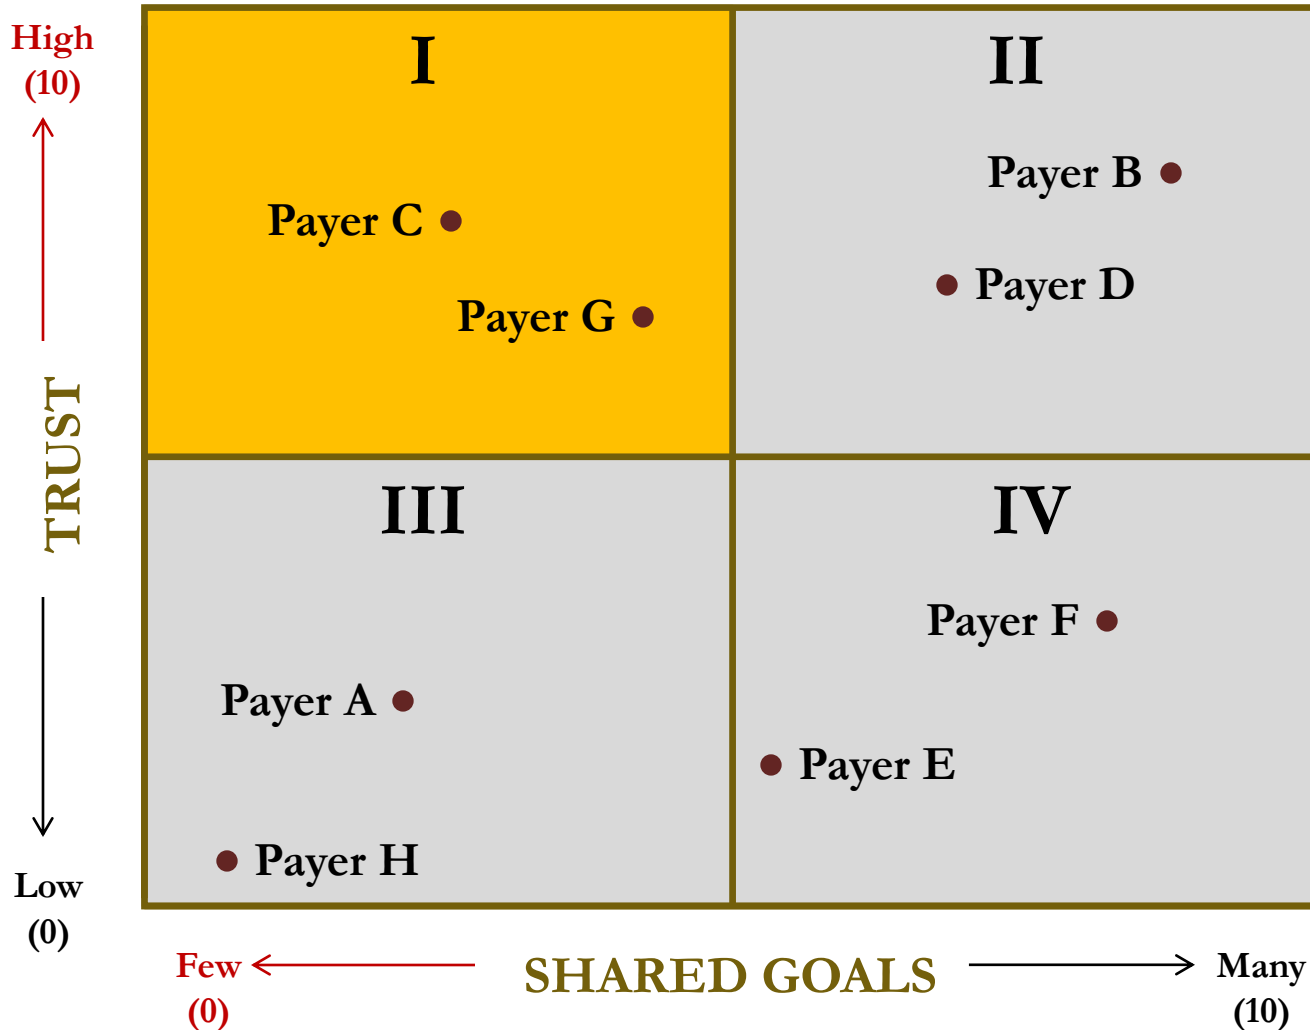 High
(10)
I
II
Payer B
Payer C
Payer D
Payer G
TRUST
III
IV
Payer F
Payer A
Payer E
Payer H
Low
(0)
Few
(0)
SHARED GOALS
Many
(10)